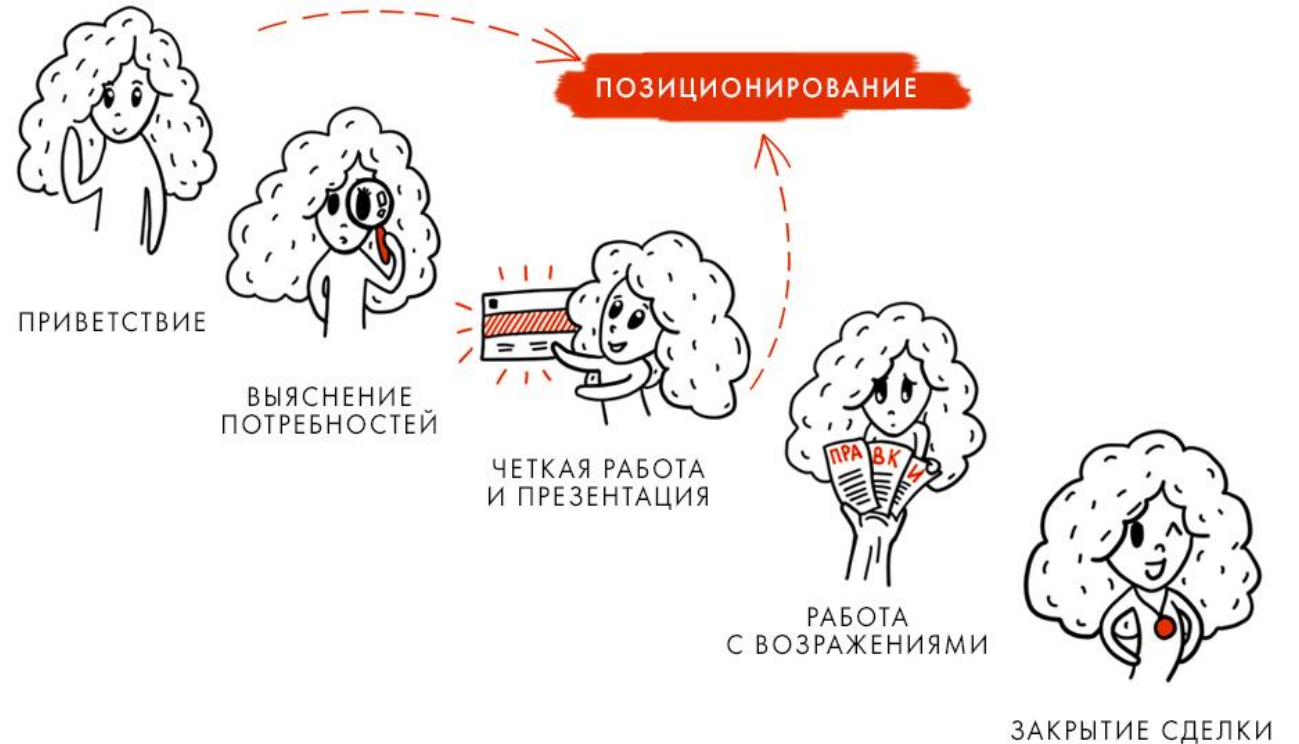 ПОЗИЦИОНИРОВАНИЕ
ПРИВЕТСТВИЕ
ВЫЯСНЕНИЕ
ПОТРЕБНОСТЕЙ
ЧЕТКАЯ РАБОТА
И ПРЕЗЕНТАЦИЯ
ПРА ВК И
РАБОТА
С ВОЗРАЖЕНИЯМИ
ЗАКРЫТИЕ СДЕЛКИ